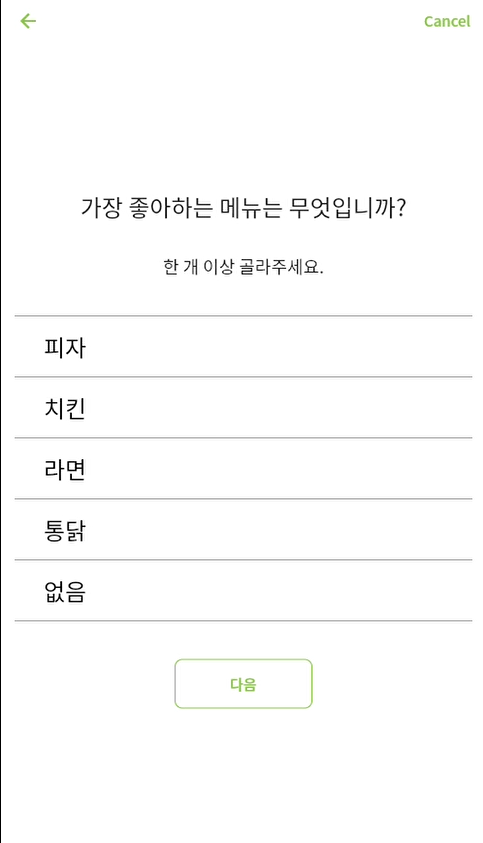 Cancel
가장 좋아하는 메뉴는 무엇입니까?
한 개 이상 골라주세요.
피자
치킨
라면
통닭
없음
다음